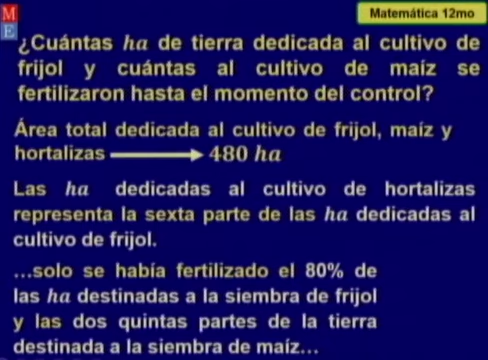 M
E
Matemática 12mo
¿Cuántas ha de tierra dedicada al cultivo de
frijol y cuántas al cultivo de maíz se
fertilizaron hasta el momento del control?
Área total dedicada al cultivo de frijol, maíz y
hortalizas 480 ha
Las ha dedicadas al cultivo de hortalizas
representa la sexta parte de las ha dedicadas al
cultivo de frijol.
...solo se había fertilizado el 80% de
las ha destinadas a la siembra de frijol
y las dos quintas partes de la tierra
destinada a la siembra de maíz...